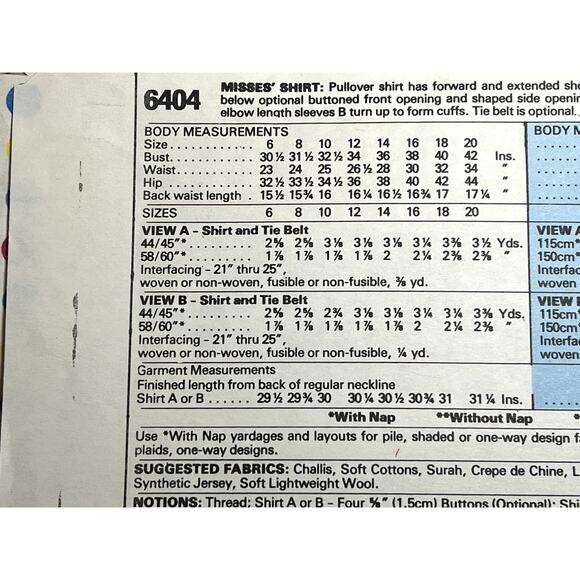 MISSES' SHIRT: Pullover shirt has forward and extended sho
6404 below optional buttoned front opening and shaped side openin
elbow length sleeves B turn up to form cuffs. Tie belt is optional.
BODY MEASUREMENTS BODY M
Size 6 8 10 12 14 16 18 20
Bust 30½ 31½ 32½ 34 36 38 40 42 Ins.
Waist 23 24 25 26½ 28 30 32 34 "
Hip 32½ 33½ 34½ 36 38 40 42 44 "
Back waist length 15½ 15¾ 16 16¼ 16½ 16¾ 17 17¼ "
SIZES 6 8 10 12 14 16 18 20
VIEW A - Shirt and Tie Belt VIEW A
44/45"* 2⅝ 2⅝ 3⅛ 3⅛ 3⅛ 3¼ 3⅜ 3½ Yds. 115cm*
58/60"* 1⅞ 1⅞ 1⅞ 1⅞ 2 2¼ 2⅜ 2⅜ " 150cm*
Interfacing - 21" thru 25", Interfac
woven or non-woven, fusible or non-fusible, ⅜ yd. woven
VIEW B - Shirt and Tie Belt
44/45"* 2⅝ 2⅝ 2¾ 3⅛ 3⅛ 3¼ 3¼ 3⅜ Yds. 115cm*
58/60"* 1⅞ 1⅞ 1⅞ 1⅞ 1⅞ 2 2¼ 2⅜ " 150cm*
Interfacing - 21" thru 25", Interfa
woven or non-woven, fusible or non-fusible, ¼ yd. woven
Garment Measurements
Finished length from back of regular neckline
Shirt A or B 29½ 29¾ 30 30¼ 30½ 30¾ 31 31¼ Ins.
*With Nap **Without Nap *
Use *With Nap yardages and layouts for pile, shaded or one-way design f
plaids, one-way designs.
SUGGESTED FABRICS: Challis, Soft Cottons, Surah, Crepe de Chine, L
Synthetic Jersey, Soft Lightweight Wool.
NOTIONS: Thread; Shirt A or B - Four ⅝" (1.5cm) Buttons (Optional); Shi